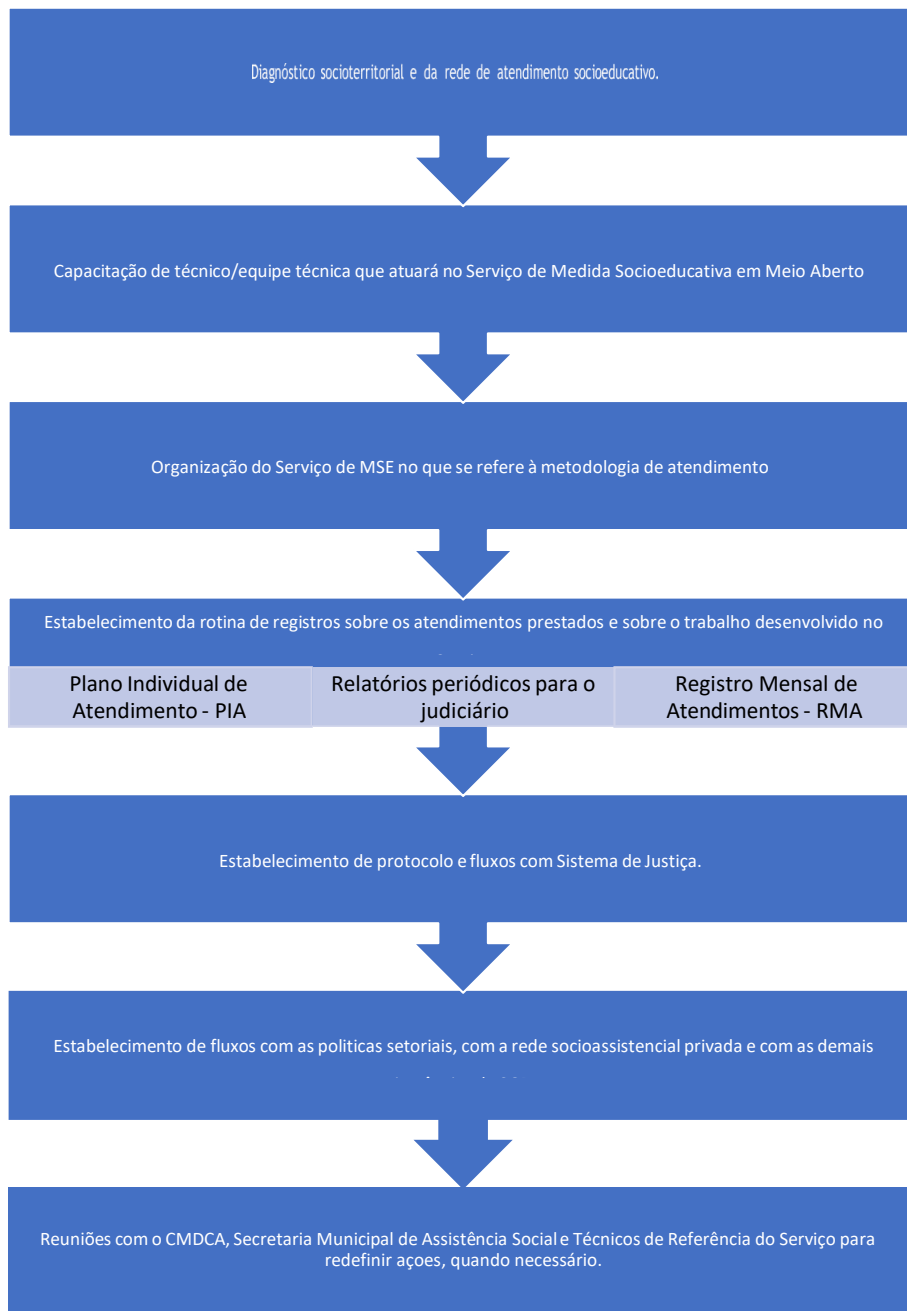 Diagnóstico socioterritorial e da rede de atendimento socioeducativo.
Capacitação de técnico/equipe técnica que atuará no Serviço de Medida Socioeducativa em Meio Aberto
Organização do Serviço de MSE no que se refere à metodologia de atendimento
Estabelecimento da rotina de registros sobre os atendimentos prestados e sobre o trabalho desenvolvido no
Plano Individual de
Atendimento - PIA
Relatórios periódicos para o
judiciário
Registro Mensal de
Atendimentos - RMA
Estabelecimento de protocolo e fluxos com Sistema de Justiça.
Estabelecimento de fluxos com as politicas setoriais, com a rede socioassistencial privada e com as demais
Reuniões com o CMDCA, Secretaria Municipal de Assistência Social e Técnicos de Referência do Serviço para
redefinir açoes, quando necessário.